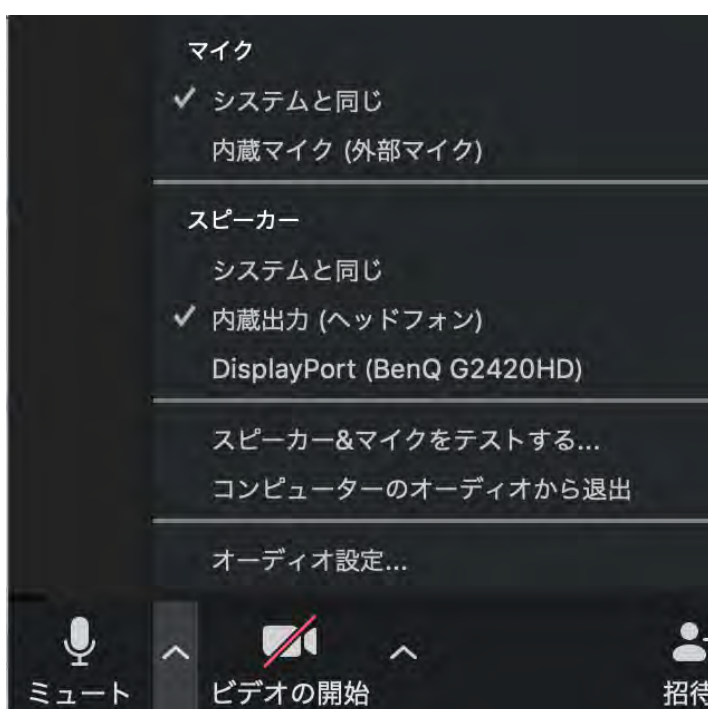 マイク
システムと同じ
内蔵マイク (外部マイク)
スピーカー
システムと同じ
内蔵出力 (ヘッドフォン)
DisplayPort (BenQ G2420HD)
スピーカー&マイクをテストする...
コンピューターのオーディオから退出
オーディオ設定...
ミュート ビデオの開始 招待